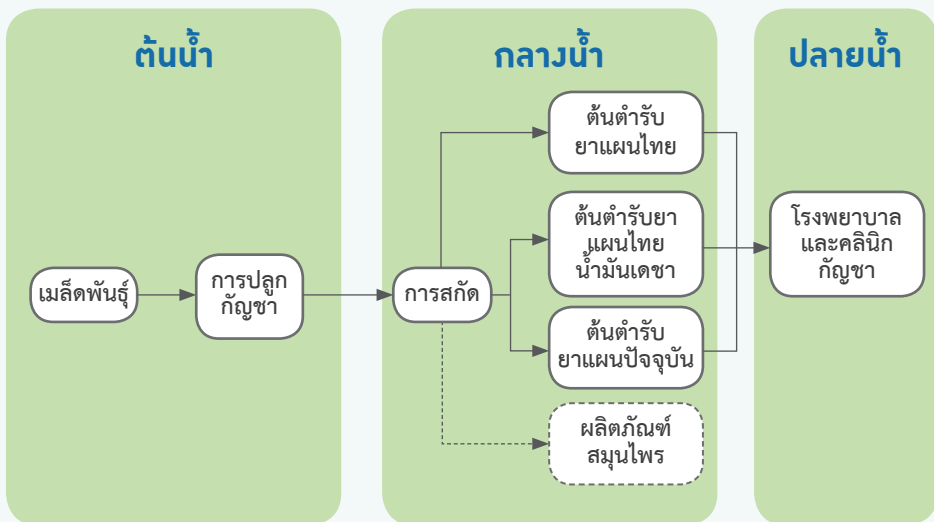 ต้นน้ำ
กลางน้ำ
ปลายน้ำ
เมล็ดพันธุ์
การปลูก
กัญชา
การสกัด
ต้นตำรับ
ยาแผนไทย
ต้นตำรับยา
แผนไทย
น้ำมันเดชา
ต้นตำรับ
ยาแผนปัจจุบัน
ผลิตภัณฑ์
สมุนไพร
โรงพยาบาล
และคลินิก
กัญชา